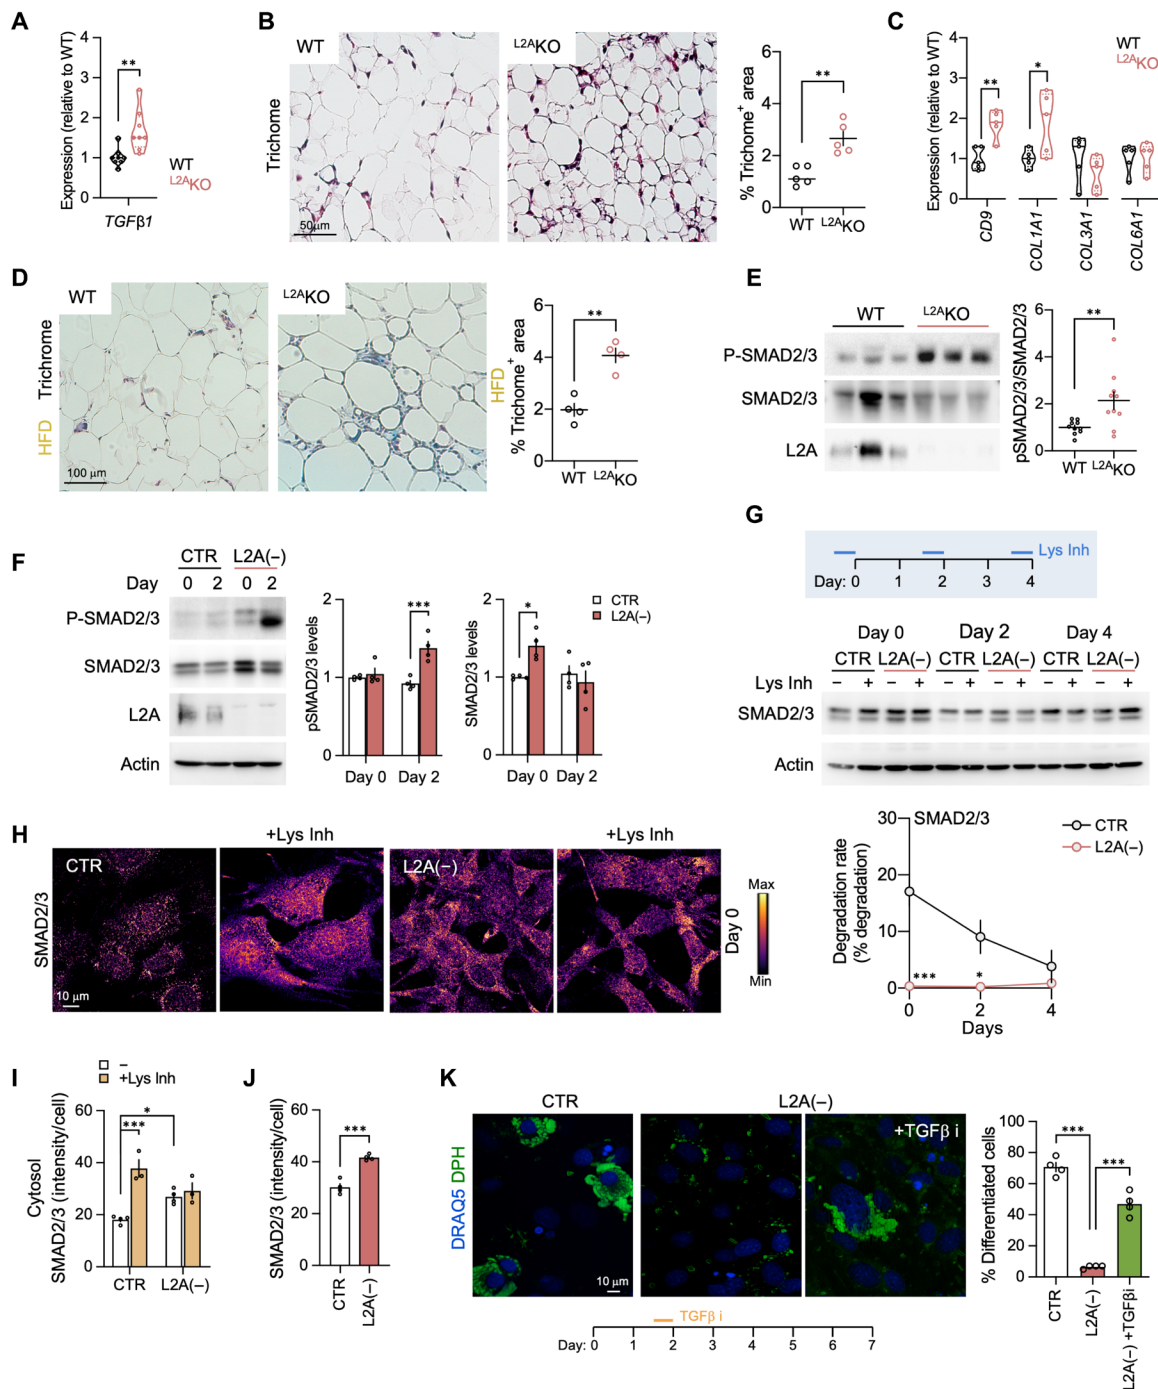 A
Expression (relative to WT)
4
3
2
1
0
**
TGFβ1
WT
L2AKO
B
Trichome
WT
L2AKO
50μm
% Trichome+ area
6
4
2
0
**
WT
L2AKO
C
Expression (relative to WT)
4
3
2
1
0
**
*
WT
L2AKO
CD9
COL1A1
COL3A1
COL6A1
D
HFD
Trichrome
WT
L2AKO
100 μm
HFD
% Trichome+ area
6
4
2
0
**
WT
L2AKO
E
WT
L2AKO
P-SMAD2/3
SMAD2/3
L2A
pSMAD2/3/SMAD2/3
6
4
2
0
**
WT
L2AKO
F
CTR L2A(–)
Day 0 2 0 2
P-SMAD2/3
SMAD2/3
L2A
Actin
pSMAD2/3 levels
2
1
0
***
Day 0 Day 2
SMAD2/3 levels
2
1
0
*
Day 0 Day 2
CTR
L2A(–)
G
Lys Inh
Day: 0 1 2 3 4
Day 0 Day 2 Day 4
CTR L2A(–) CTR L2A(–) CTR L2A(–)
Lys Inh – + – + – + – + – + – +
SMAD2/3
Actin
SMAD2/3
Degradation rate
(% degradation)
30
20
10
0
***
*
0 2 4
Days
CTR
L2A(–)
H
+Lys Inh
+Lys Inh
SMAD2/3
CTR
L2A(–)
10 μm
Day 0
Max
Min
I
–
+Lys Inh
Cytosol
SMAD2/3 (intensity/cell)
60
40
20
0
***
*
CTR L2A(–)
J
SMAD2/3 (intensity/cell)
60
40
20
0
***
CTR
L2A(–)
K
CTR
L2A(–)
DRAQ5 DPH
+TGFβ i
10 μm
TGFβ i
Day: 0 1 2 3 4 5 6 7
% Differentiated cells
100
80
60
40
20
0
***
***
CTR
L2A(–)
L2A(–) +TGFβi